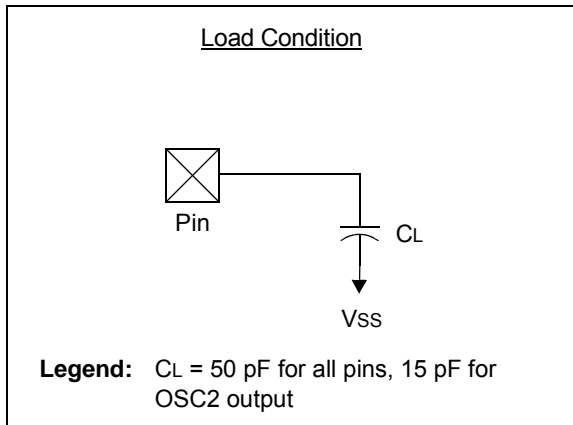 Load Condition
Pin
CL
VSS
Legend: CL = 50 pF for all pins, 15 pF for
OSC2 output